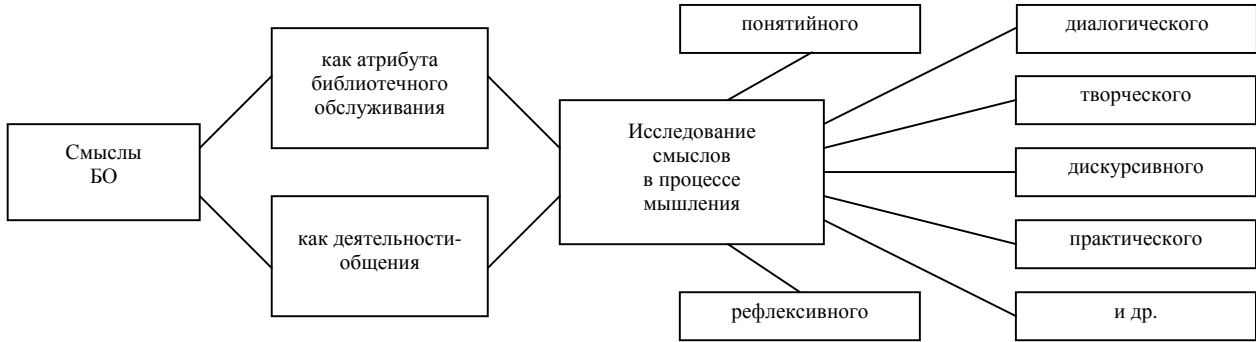 Смыслы
БО
как атрибута
библиотечного
обслуживания
как деятельности-
общения
Исследование
смыслов
в процессе
мышления
понятийного
рефлексивного
диалогического
творческого
дискурсивного
практического
и др.